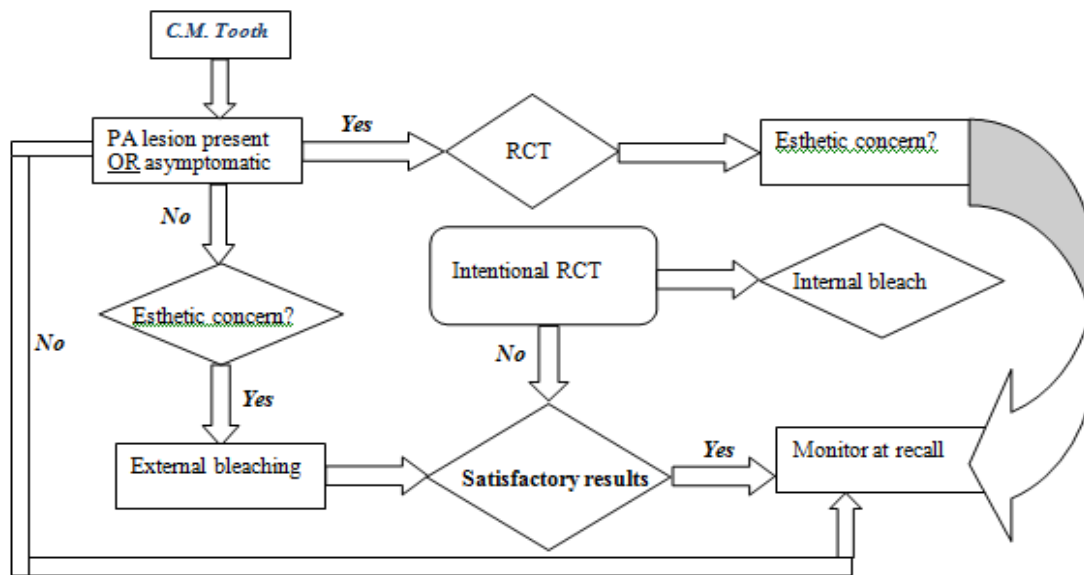 C.M. Tooth
PA lesion present
OR asymptomatic
Yes
RCT
Esthetic concern?
No
Intentional RCT
Internal bleach
Esthetic concern?
No
No
Yes
External bleaching
Satisfactory results
Yes
Monitor at recall